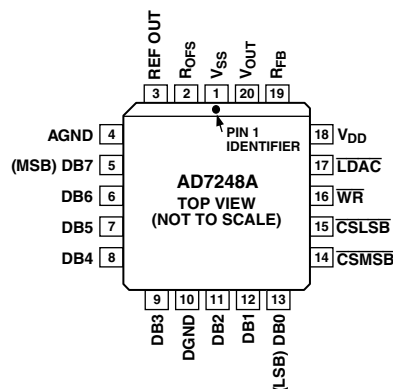 REF OUT
ROFS
VSS
VOUT
RFB
3
2
1
20
19
PIN 1
IDENTIFIER
AGND 4
(MSB) DB7 5
DB6 6
DB5 7
DB4 8
AD7248A
TOP VIEW
(NOT TO SCALE)
18 VDD
17 LDAC
16 WR
15 CSLSB
14 CSMSB
9
10
11
12
13
DB3
DGND
DB2
DB1
(LSB) DB0